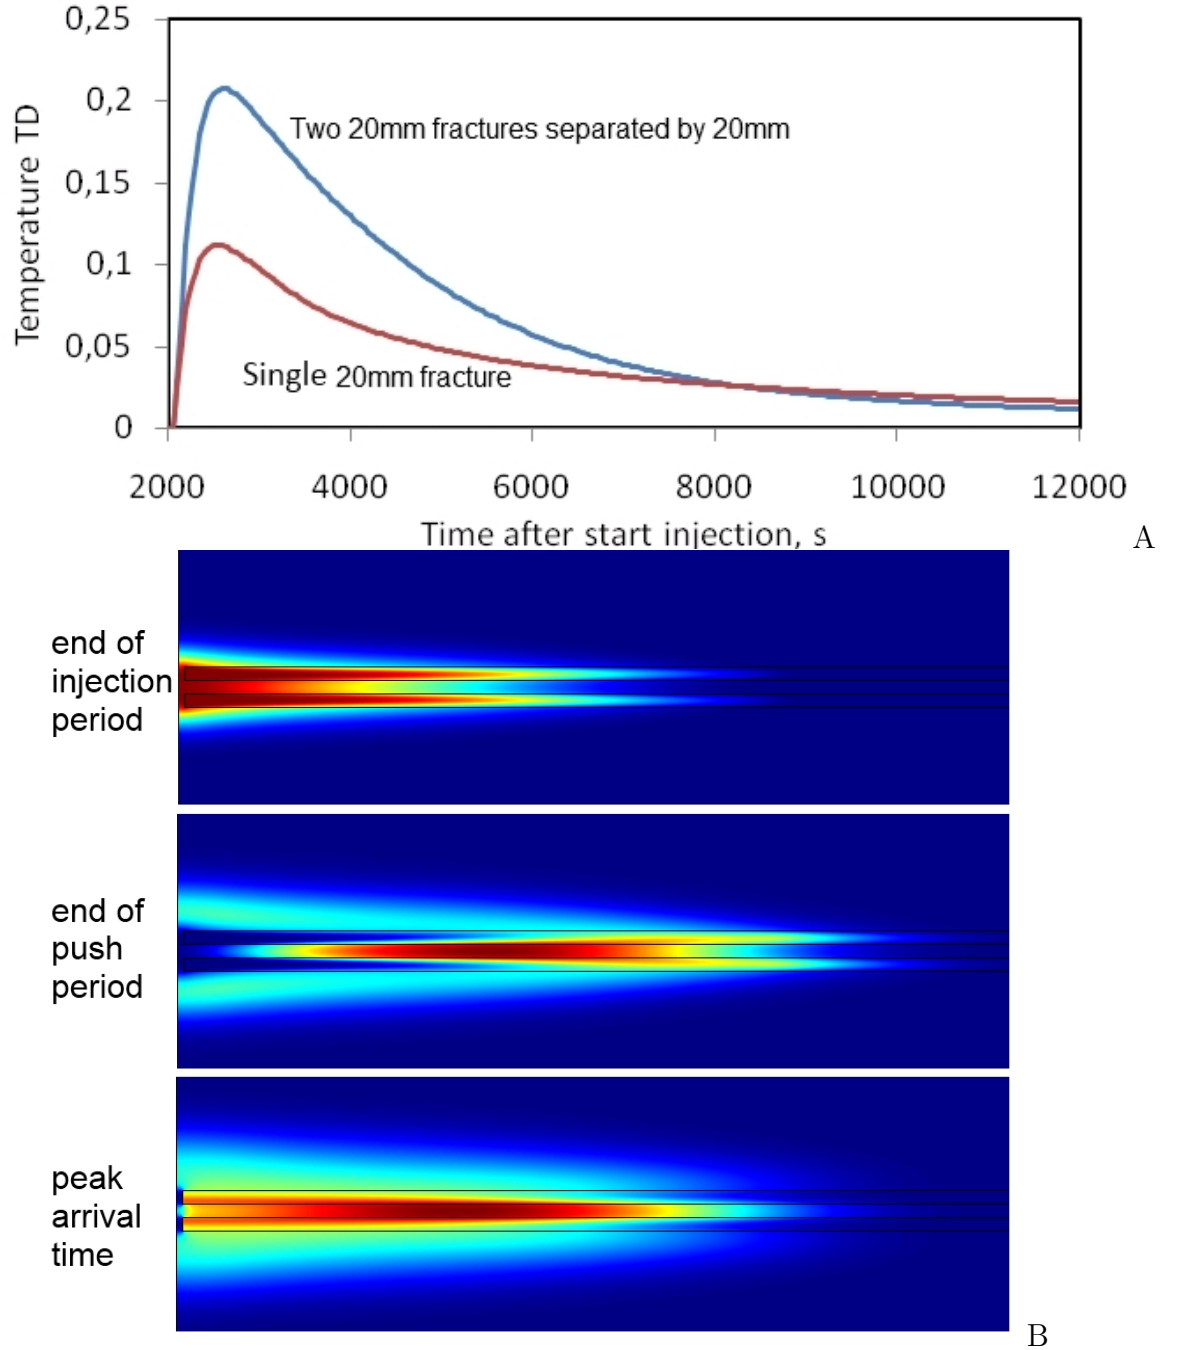 0,25
0,2
0,15
0,1
0,05
0
Temperature TD
Two 20mm fractures separated by 20mm
Single 20mm fracture
2000 4000 6000 8000 10000 12000
Time after start injection, s
A
end of
injection
period
end of
push
period
peak
arrival
time
B